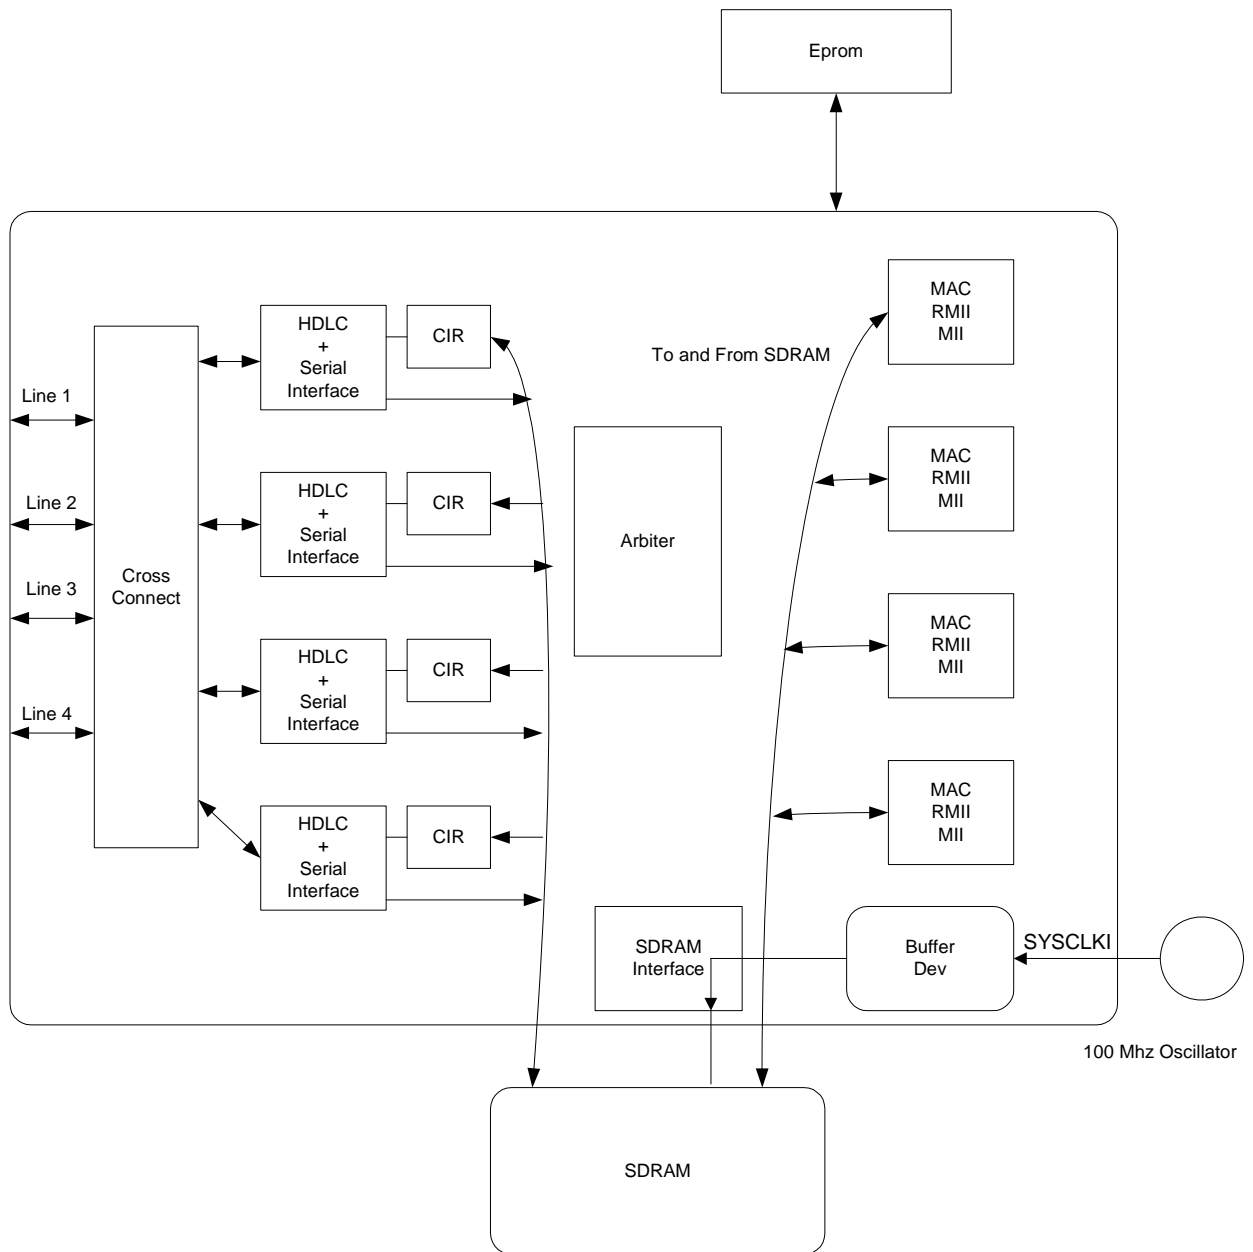 Eprom
MAC
RMII
MII
HDLC
+
Serial
Interface
CIR
To and From SDRAM
Line 1
MAC
RMII
MII
HDLC
+
Serial
Interface
CIR
Line 2
Arbiter
Cross
Connect
Line 3
MAC
RMII
MII
HDLC
+
Serial
Interface
CIR
Line 4
MAC
RMII
MII
HDLC
+
Serial
Interface
CIR
SDRAM
Interface
Buffer
Dev
SYSCLKI
100 Mhz Oscillator
SDRAM